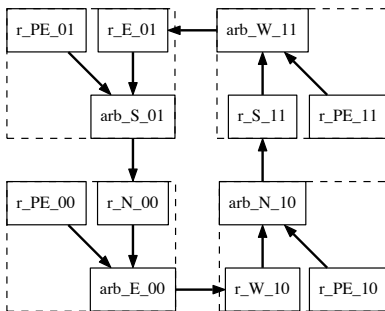 r_PE_01 r_E_01 arb_W_11
arb_S_01 r_S_11 r_PE_11
r_PE_00 r_N_00 arb_N_10
arb_E_00 r_W_10 r_PE_10